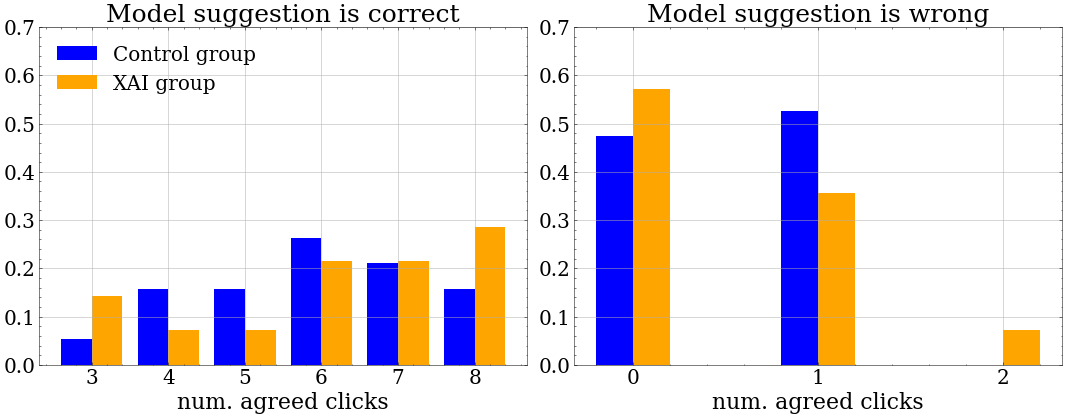 Model suggestion is correct
0.7
0.6
0.5
0.4
0.3
0.2
0.1
0.0
Control group
XAI group
3 4 5 6 7 8
num. agreed clicks
Model suggestion is wrong
0.7
0.6
0.5
0.4
0.3
0.2
0.1
0.0
0 1 2
num. agreed clicks